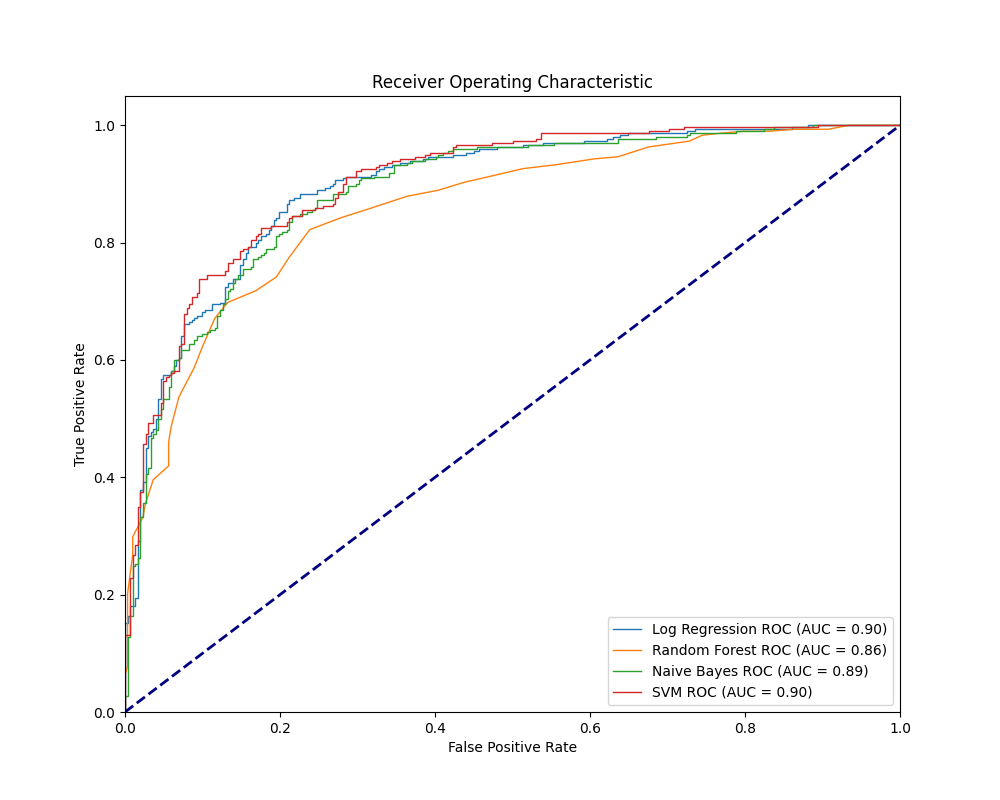 Receiver Operating Characteristic
True Positive Rate
1.0
0.8
0.6
0.4
0.2
0.0
Log Regression ROC (AUC = 0.90)
Random Forest ROC (AUC = 0.86)
Naive Bayes ROC (AUC = 0.89)
SVM ROC (AUC = 0.90)
0.0 0.2 0.4 0.6 0.8 1.0
False Positive Rate